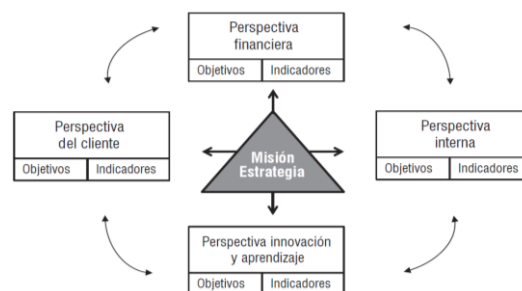 Perspectiva
financiera
Objetivos Indicadores
Perspectiva
del cliente
Objetivos Indicadores
Misión
Estrategia
Perspectiva
interna
Objetivos Indicadores
Perspectiva innovación
y aprendizaje
Objetivos Indicadores